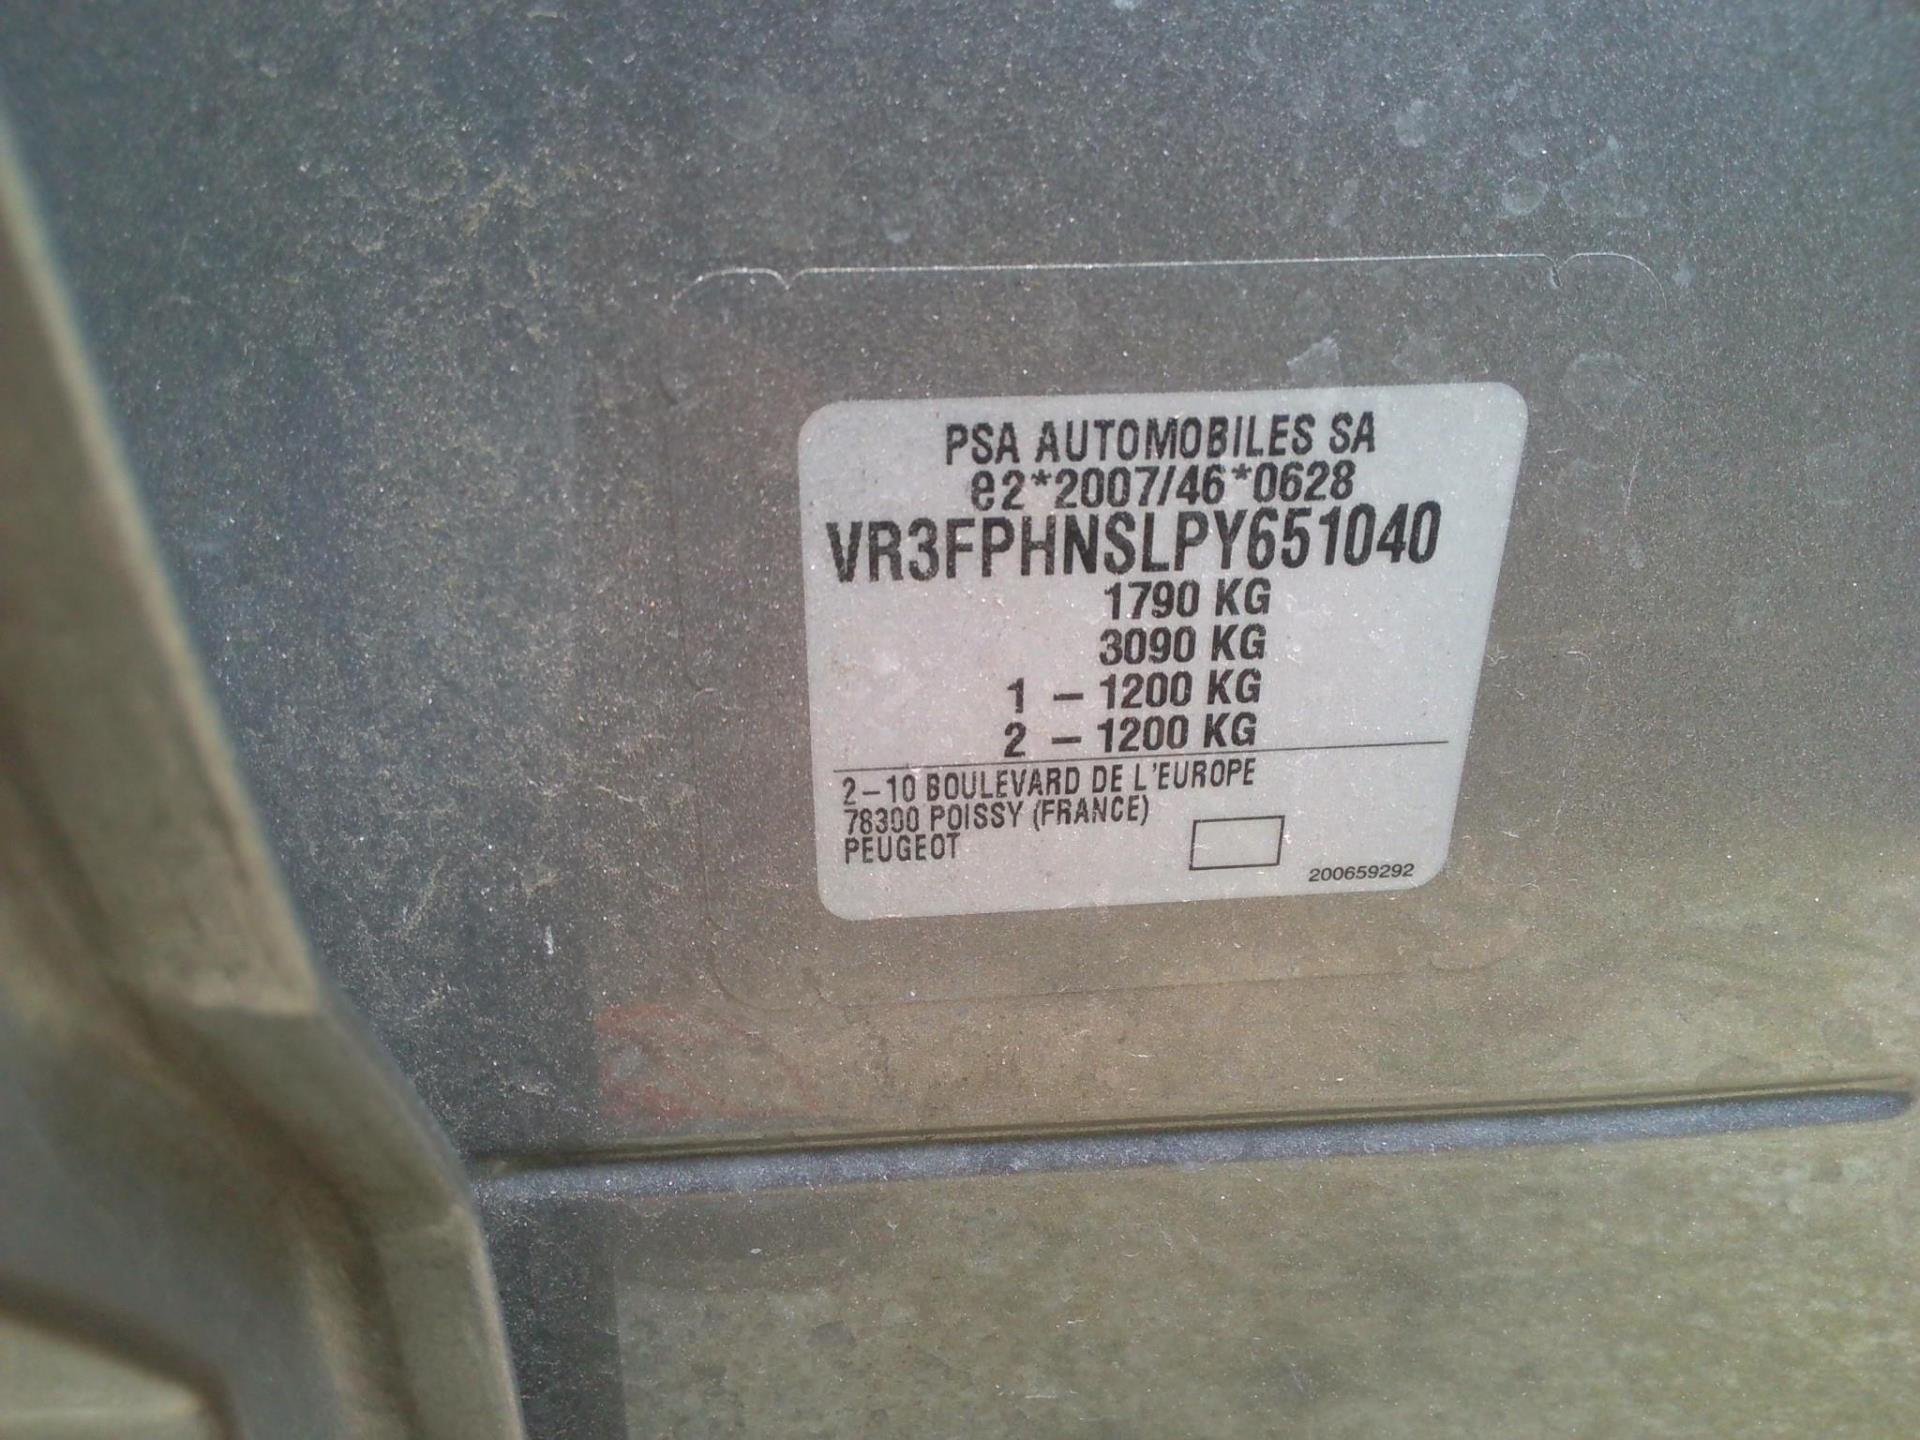 PSA AUTOMOBILES SA
e2*2007/46*0628
VR3FPHNSLPY651040
1790 KG
3090 KG
1 - 1200 KG
2 - 1200 KG
2-10 BOULEVARD DE L'EUROPE
78300 POISSY (FRANCE)
PEUGEOT
200659292